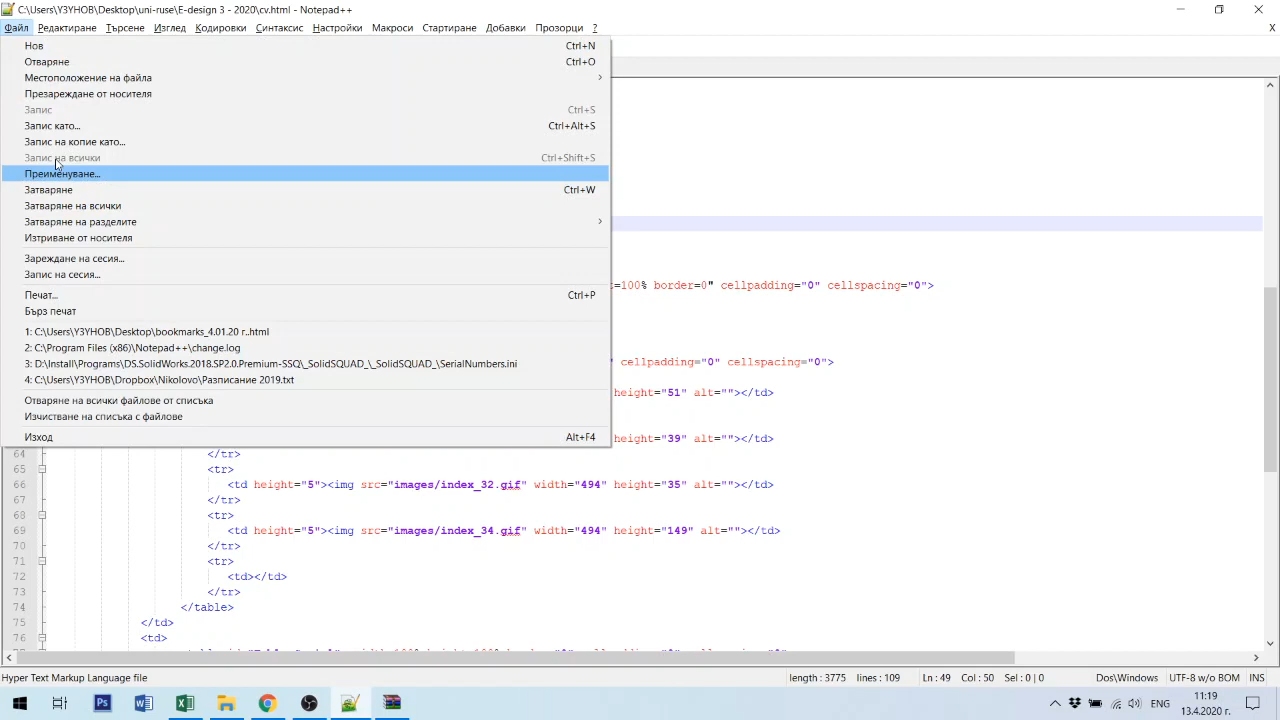 C:\Users\УЗУНОВ\Desktop\uni-ruse\E-design 3 - 2020\cv.html - Notepad++
Файл Редактиране Търсене Изглед Кодировки Синтаксис Настройки Макроси Стартиране Добавки Прозорци ? X
Нов Ctrl+N
Отваряне Ctrl+O
Местоположение на файла
Презареждане от носителя
Запис Ctrl+S
Запис като... Ctrl+Alt+S
Запис на копие като...
Запис на всички Ctrl+Shift+S
Преименуване...
Затваряне Ctrl+W
Затваряне на всички
Затваряне на разделите
Изтриване от носителя
Зареждане на сесия...
Запис на сесия...
t=100% border=0" cellpadding="0" cellspacing="0">
Печат... Ctrl+P
Бърз печат
1: C:\Users\УЗУНОВ\Desktop\bookmarks_4.01.20 г..html
2: C:\Program Files (x86)\Notepad++\change.log
3: D:\Install\Programs\DS.SolidWorks.2018.SP2.0.Premium-SSQ\_SolidSQUAD_\_SolidSQUAD_\SerialNumbers.ini
" cellpadding="0" cellspacing="0">
4: C:\Users\УЗУНОВ\Dropbox\Nikolovo\Разписание 2019.txt
height="51" alt=""></td>
Отваряне на всички файлове от списъка
Изчистване на списъка с файлове
Изход Alt+F4
height="39" alt=""></td>
64 </tr>
65 <tr>
66 <td height="5"><img src="images/index_32.gif" width="494" height="35" alt=""></td>
67 </tr>
68 <tr>
69 <td height="5"><img src="images/index_34.gif" width="494" height="149" alt=""></td>
70 </tr>
71 <tr>
72 <td></td>
73 </tr>
74 </table>
75 </td>
76 <td>
Hyper Text Markup Language file length : 3775 lines : 109 Ln : 49 Col : 50 Sel : 0 | 0 Dos\Windows UTF-8 w/o BOM INS
ENG
11:19
13.4.2020 г.